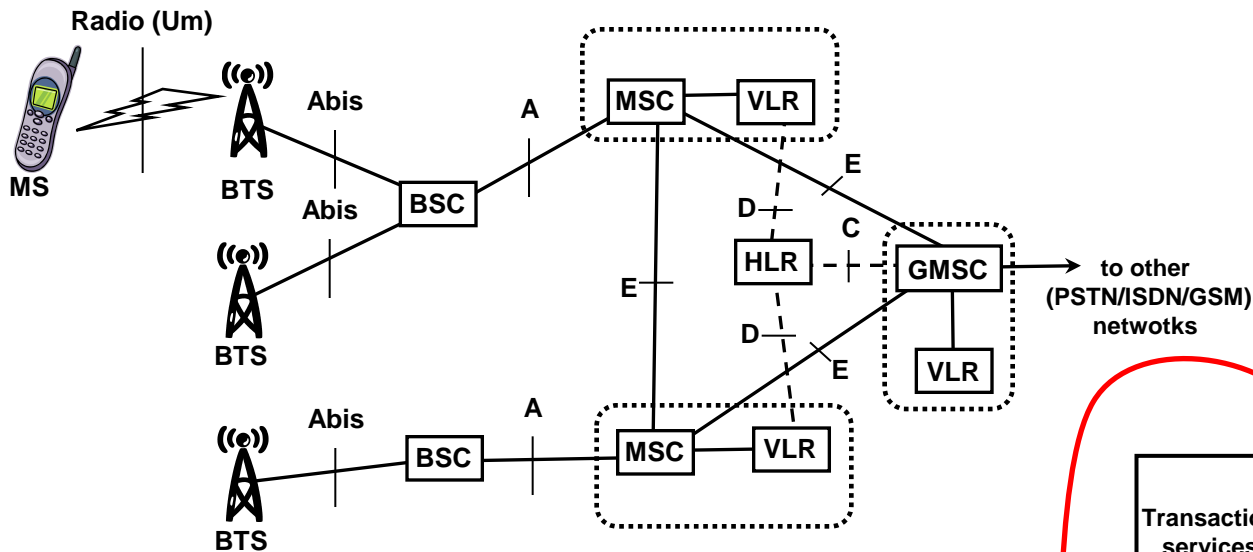 Radio (Um)
MS
BTS
Abis
Abis
BTS
BSC
A
MSC
VLR
E
D
C
HLR
GMSC
to other
(PSTN/ISDN/GSM)
netwotks
E
D
E
VLR
BTS
Abis
BSC
A
MSC
VLR
services